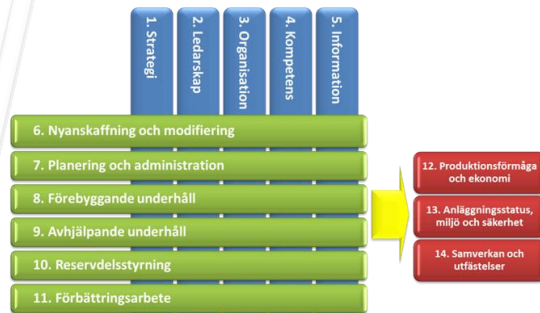 1. Strategi
2. Ledarskap
3. Organisation
4. Kompetens
5. Information
6. Nyanskaffning och modifiering
7. Planering och administration
8. Förebyggande underhåll
9. Avhjälpande underhåll
10. Reservdelsstyrning
11. Förbättringsarbete
12. Produktionsförmåga
och ekonomi
13. Anläggningsstatus,
miljö och säkerhet
14. Samverkan och
utfästelser